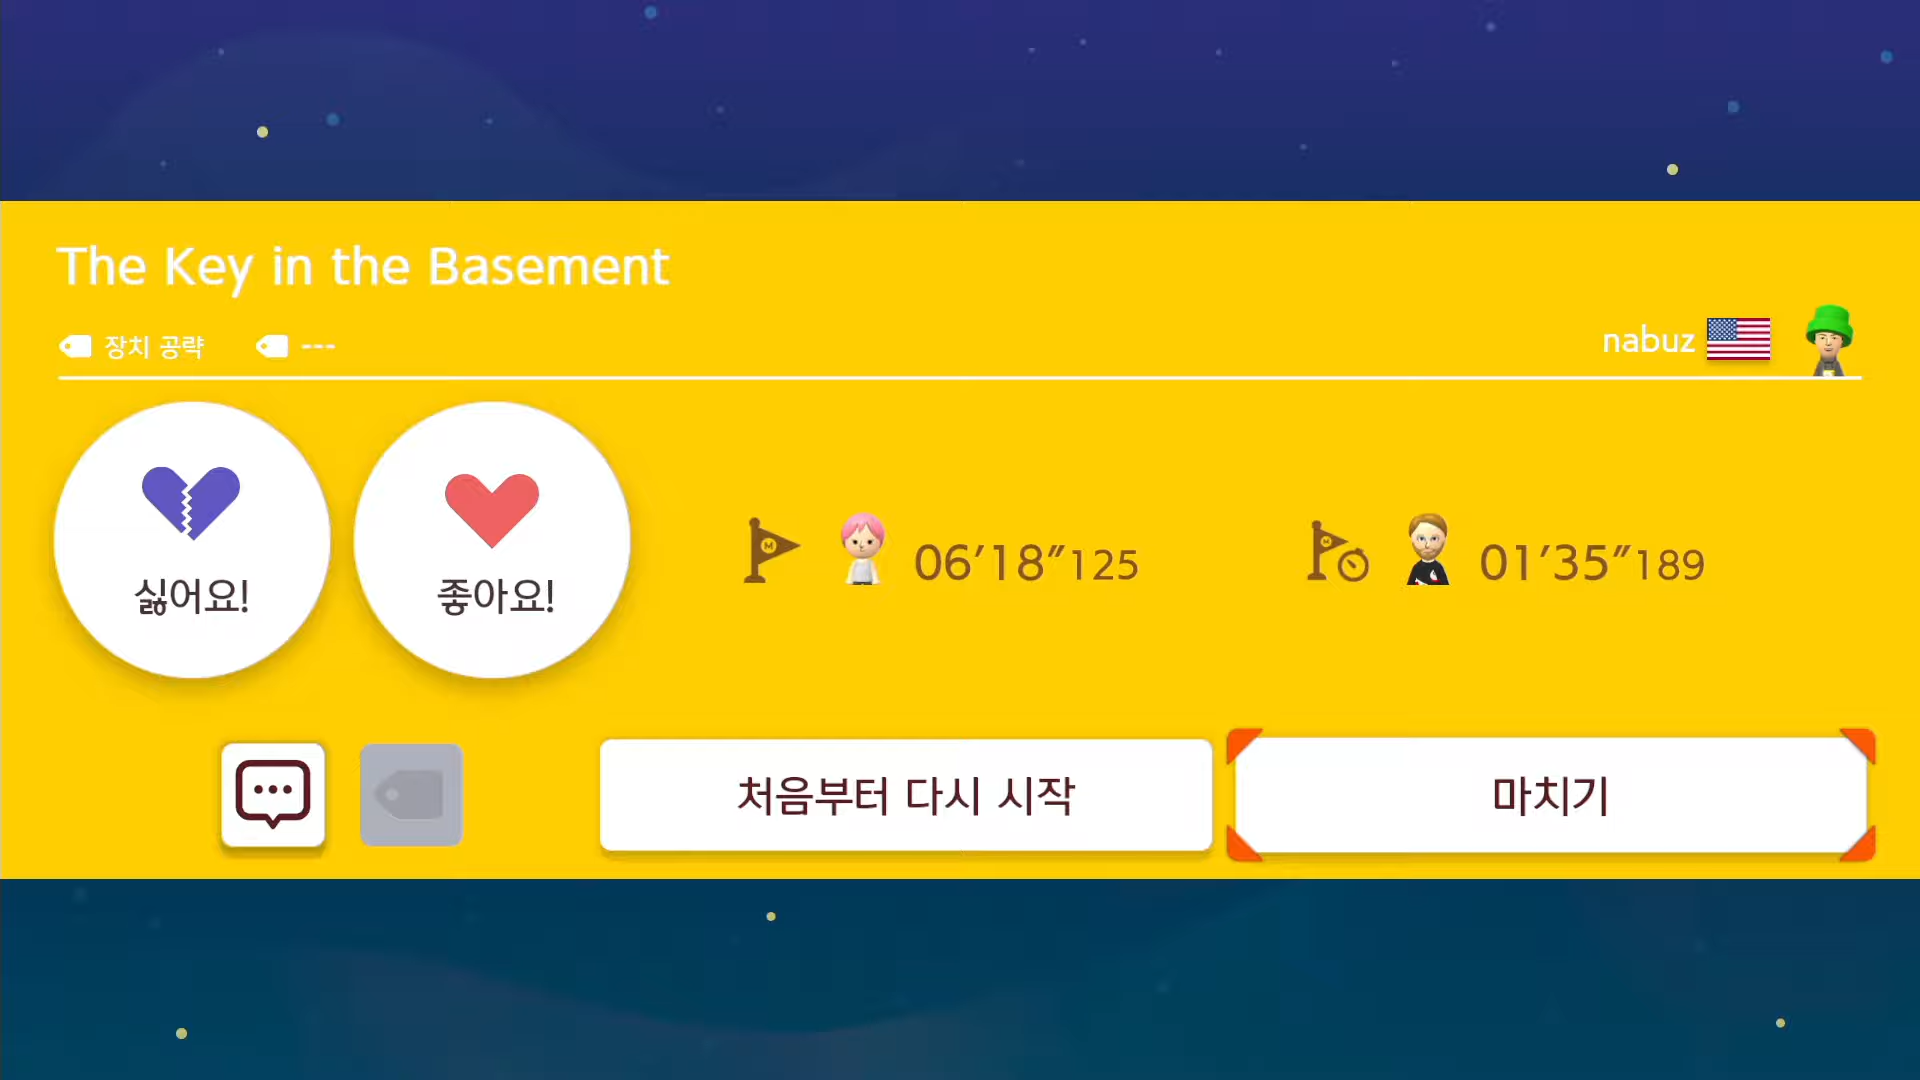 The Key in the Basement
장치 공략 ---
nabuz
싫어요!
좋아요!
M
06′18″125
M
01′35″189
처음부터 다시 시작
마치기